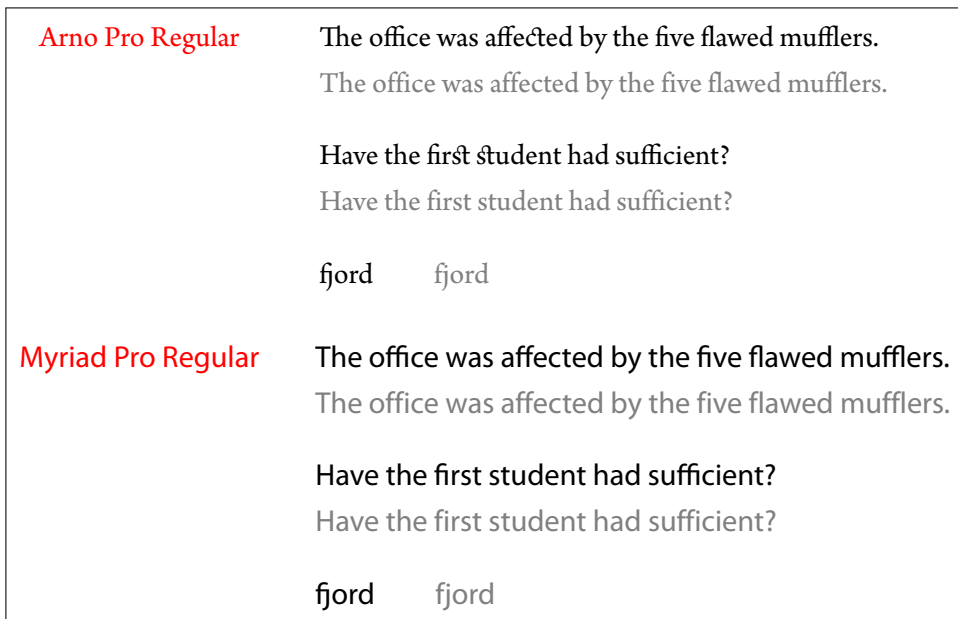 Arno Pro Regular The office was affected by the five flawed mufflers.
The office was affected by the five flawed mufflers.
Have the first student had sufficient?
Have the first student had sufficient?
fjord fjord
Myriad Pro Regular The office was affected by the five flawed mufflers.
The office was affected by the five flawed mufflers.
Have the first student had sufficient?
Have the first student had sufficient?
fjord fjord